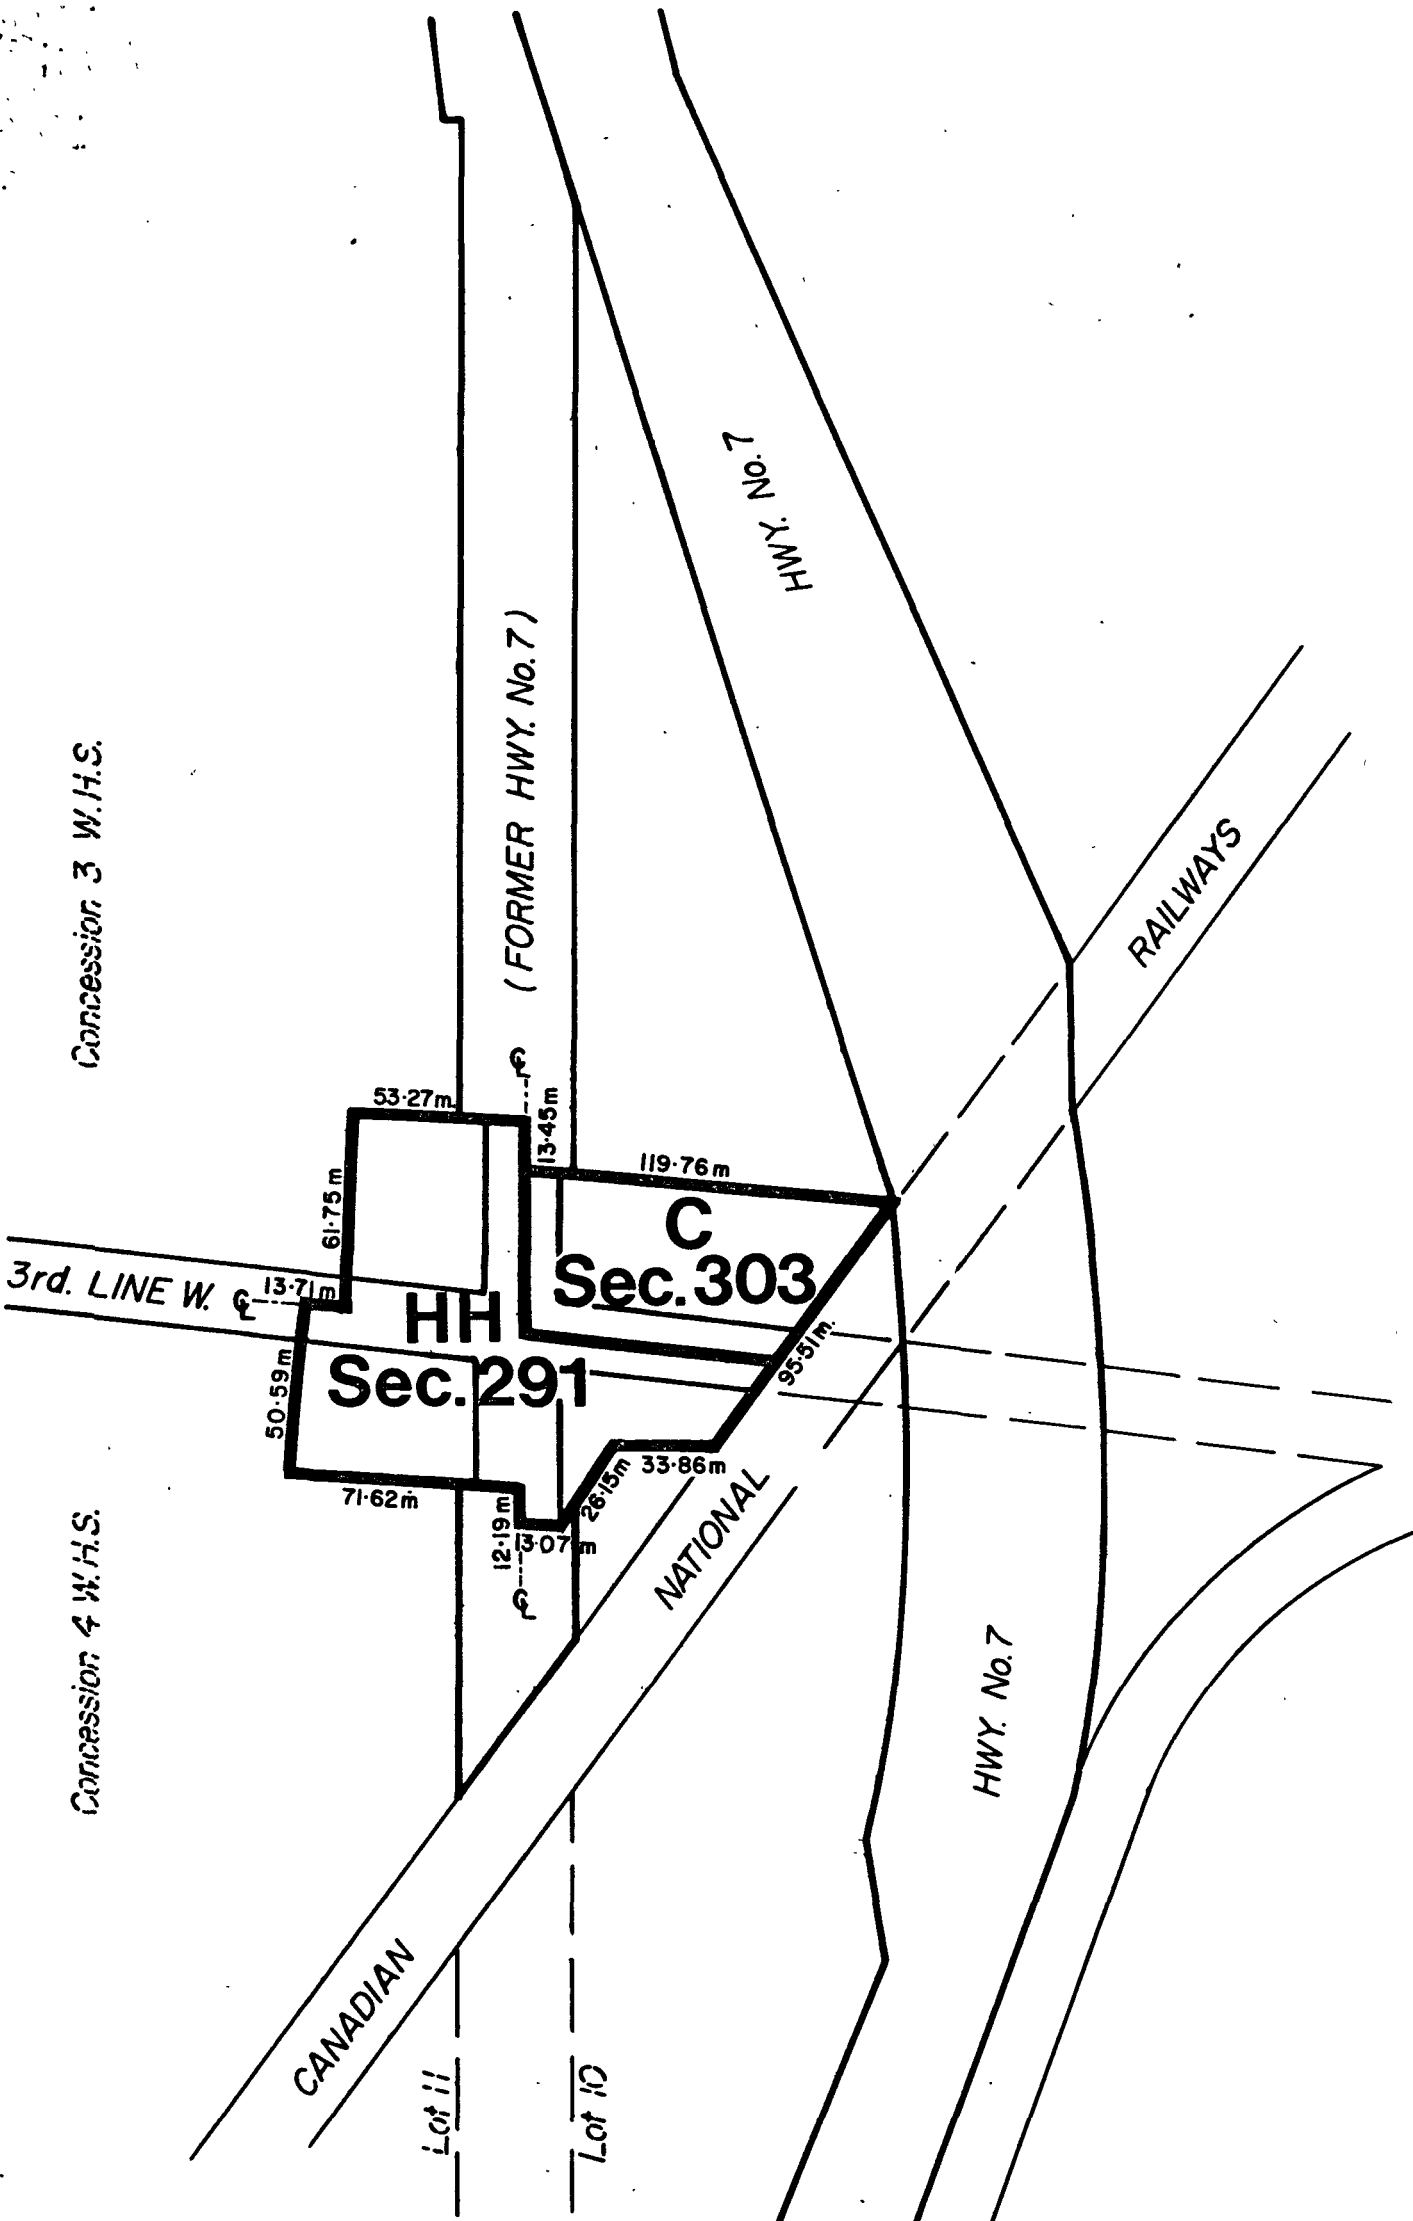 HWY. No.7
(FORMER HWY. No.7)
RAILWAYS
Concession 3 W.H.S.
53·27m
13·45m
119·76m
61·75m
C
Sec.303
3rd. LINE W.
℄
13·71m
HH
Sec.291
50·59m
95·51m.
33·86m
26·15m
71·62m
12·19m
13·07m
℄
℄
NATIONAL
Concession 4 W.H.S.
HWY. No.7
CANADIAN
Lot 11
Lot 10